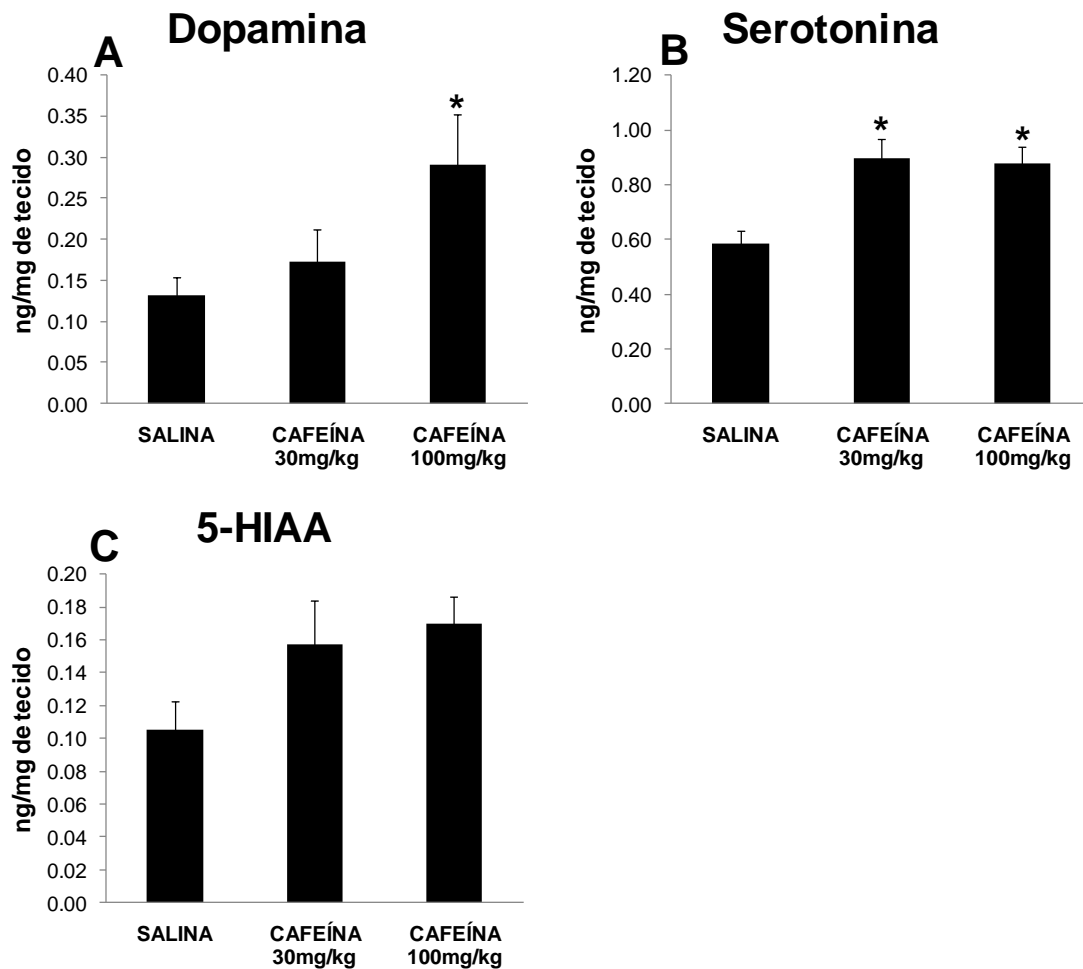 A
Dopamina
ng/mg de tecido
0.40
0.35
0.30
0.25
0.20
0.15
0.10
0.05
0.00
*
SALINA
CAFEÍNA
30mg/kg
CAFEÍNA
100mg/kg
B
Serotonina
ng/mg de tecido
1.20
1.00
0.80
0.60
0.40
0.20
0.00
*
*
SALINA
CAFEÍNA
30mg/kg
CAFEÍNA
100mg/kg
C
5-HIAA
ng/mg de tecido
0.20
0.18
0.16
0.14
0.12
0.10
0.08
0.06
0.04
0.02
0.00
SALINA
CAFEÍNA
30mg/kg
CAFEÍNA
100mg/kg